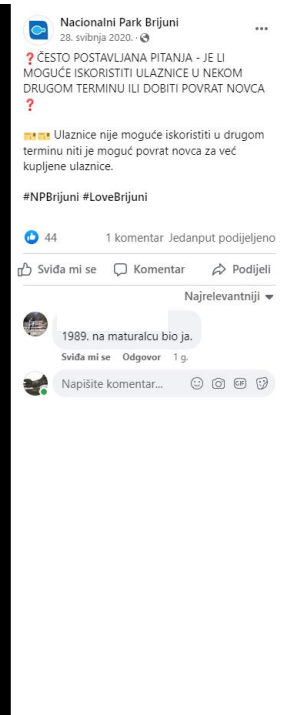 Nacionalni Park Brijuni
28. svibnja 2020. ·
❓ČESTO POSTAVLJANA PITANJA - JE LI
MOGUĆE ISKORISTITI ULAZNICE U NEKOM
DRUGOM TERMINU ILI DOBITI POVRAT NOVCA
❓
🎫🎫 Ulaznice nije moguće iskoristiti u drugom
terminu niti je moguć povrat novca za već
kupljene ulaznice.
#NPBrijuni #LoveBrijuni
44 1 komentar Jedanput podijeljeno
Sviđa mi se Komentar Podijeli
Najrelevantniji
1989. na maturalcu bio ja.
Sviđa mi se Odgovor 1 g.
Napišite komentar... GIF